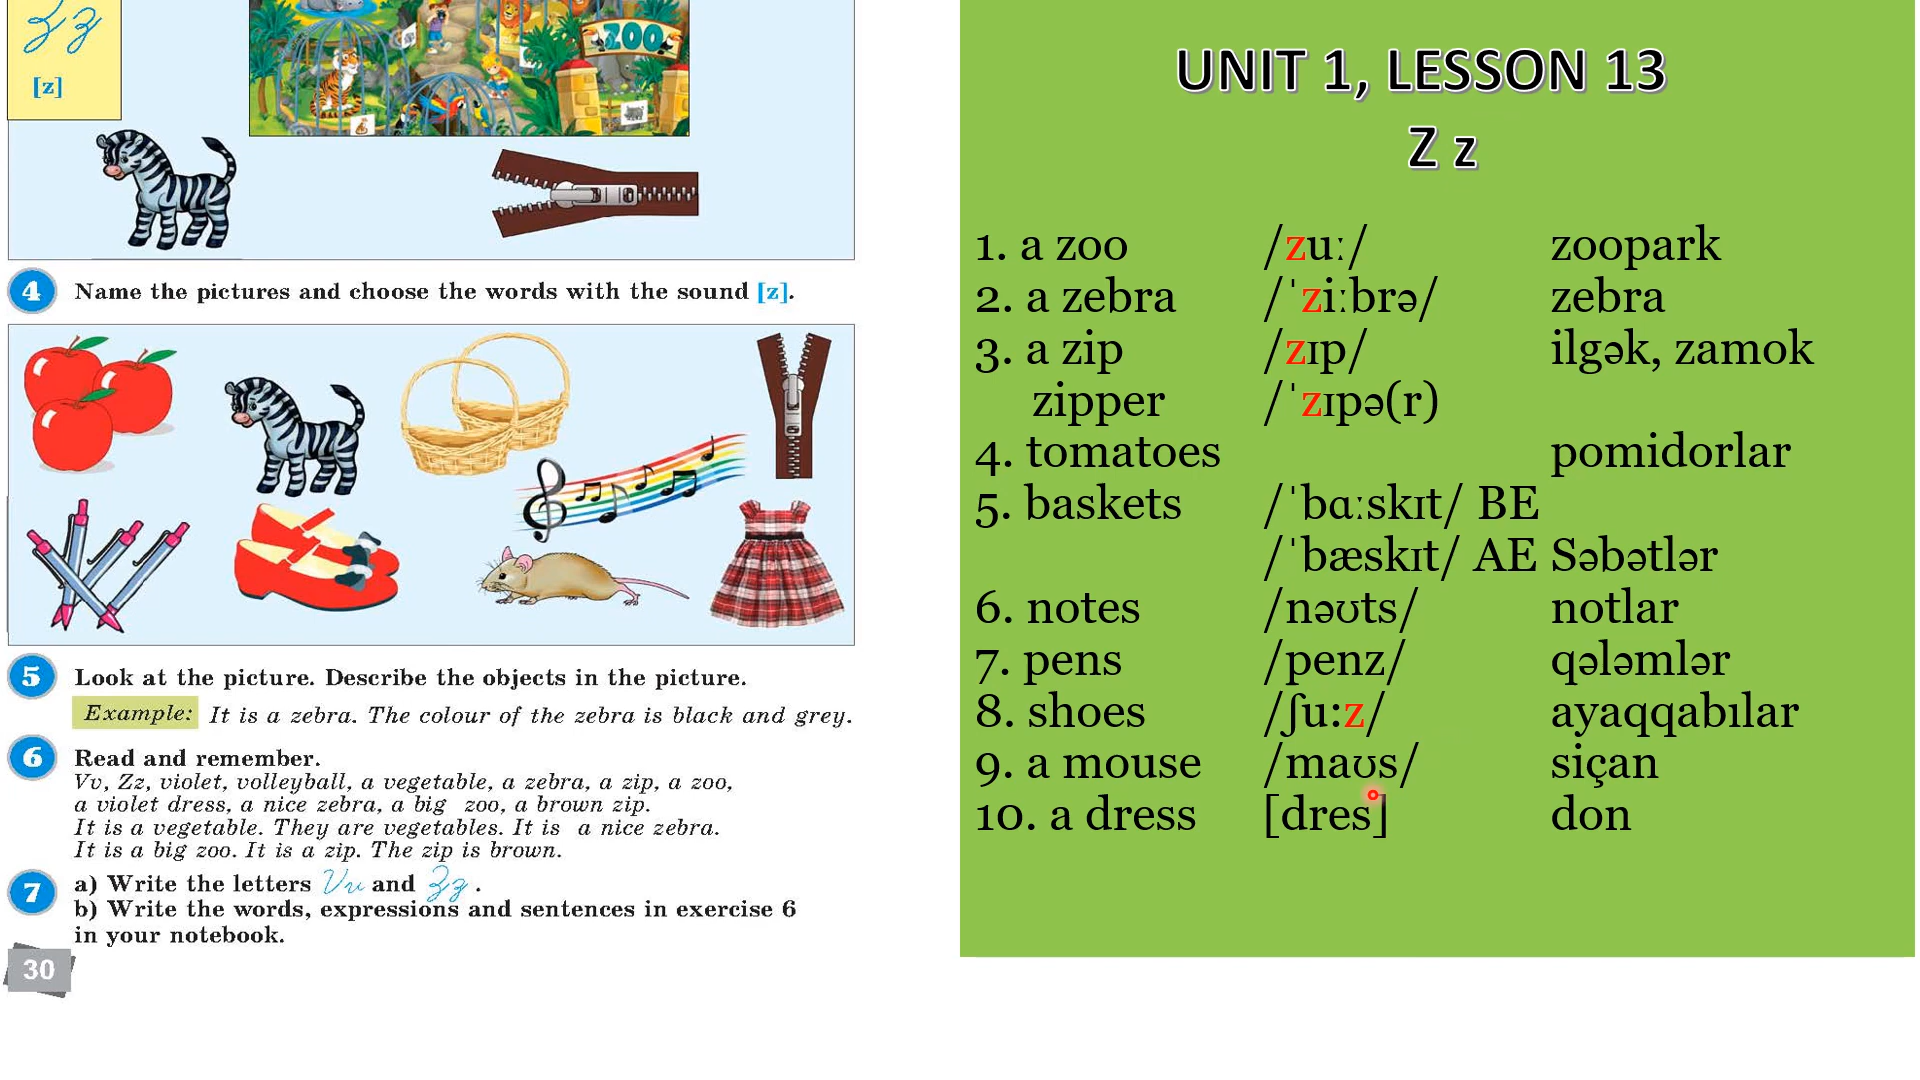 Zz
[z]
ZOO
4 Name the pictures and choose the words with the sound [z].
5 Look at the picture. Describe the objects in the picture.
Example: It is a zebra. The colour of the zebra is black and grey.
6 Read and remember.
Vv, Zz, violet, volleyball, a vegetable, a zebra, a zip, a zoo,
a violet dress, a nice zebra, a big zoo, a brown zip.
It is a vegetable. They are vegetables. It is a nice zebra.
It is a big zoo. It is a zip. The zip is brown.
7 a) Write the letters Vv and Zz.
b) Write the words, expressions and sentences in exercise 6
in your notebook.
30
UNIT 1, LESSON 13
Z z
1. a zoo /zuː/ zoopark
2. a zebra /ˈziːbrə/ zebra
3. a zip /zɪp/ ilgək, zamok
zipper /ˈzɪpə(r)
4. tomatoes pomidorlar
5. baskets /ˈbɑːskɪt/ BE
/ˈbæskɪt/ AE Səbətlər
6. notes /nəʊts/ notlar
7. pens /penz/ qələmlər
8. shoes /ʃu:z/ ayaqqabılar
9. a mouse /maʊs/ siçan
10. a dress [dres] don